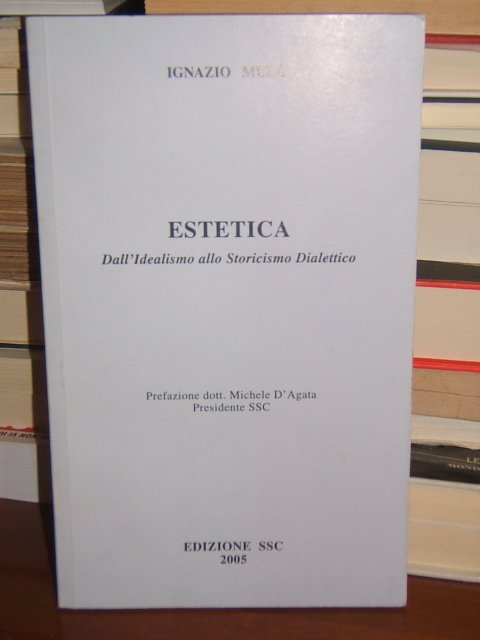 IGNAZIO
ESTETICA
Dall'Idealismo allo Storicismo Dialettico
Prefazione dott. Michele D'Agata
Presidente SSC
EDIZIONE SSC
2005